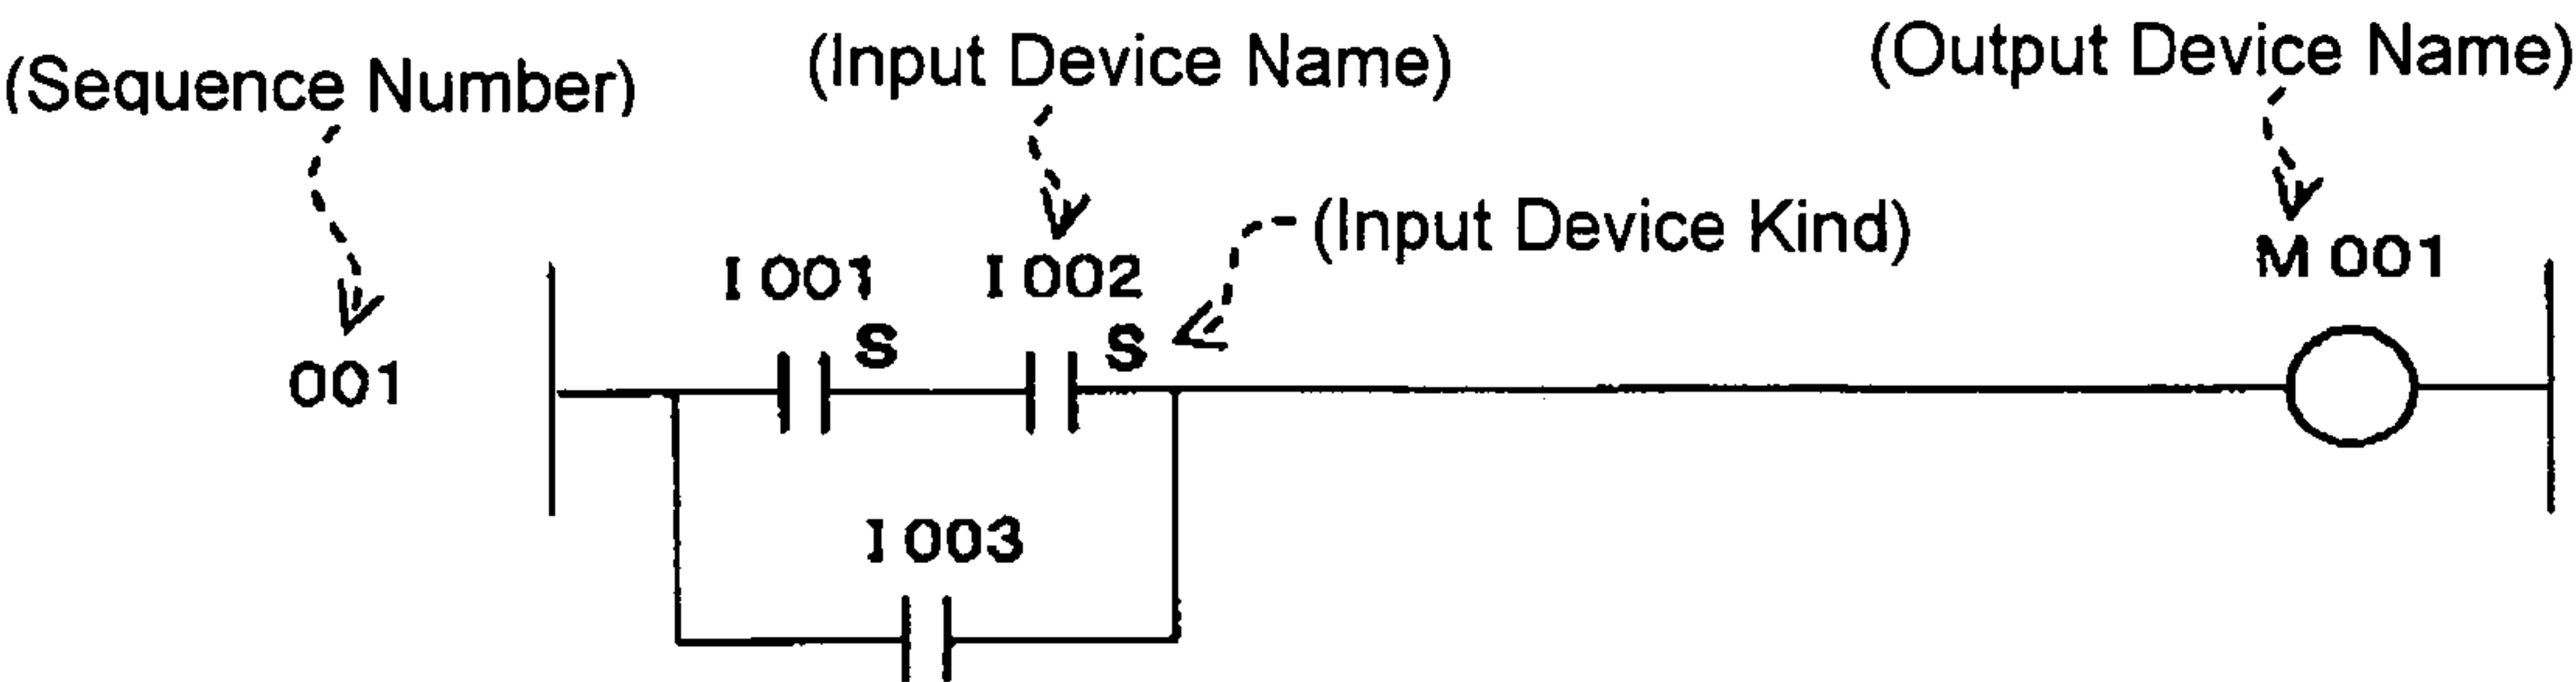 (Sequence Number)
(Input Device Name)
(Output Device Name)
(Input Device Kind)
I 001
I 002
M 001
S
S
001
I 003